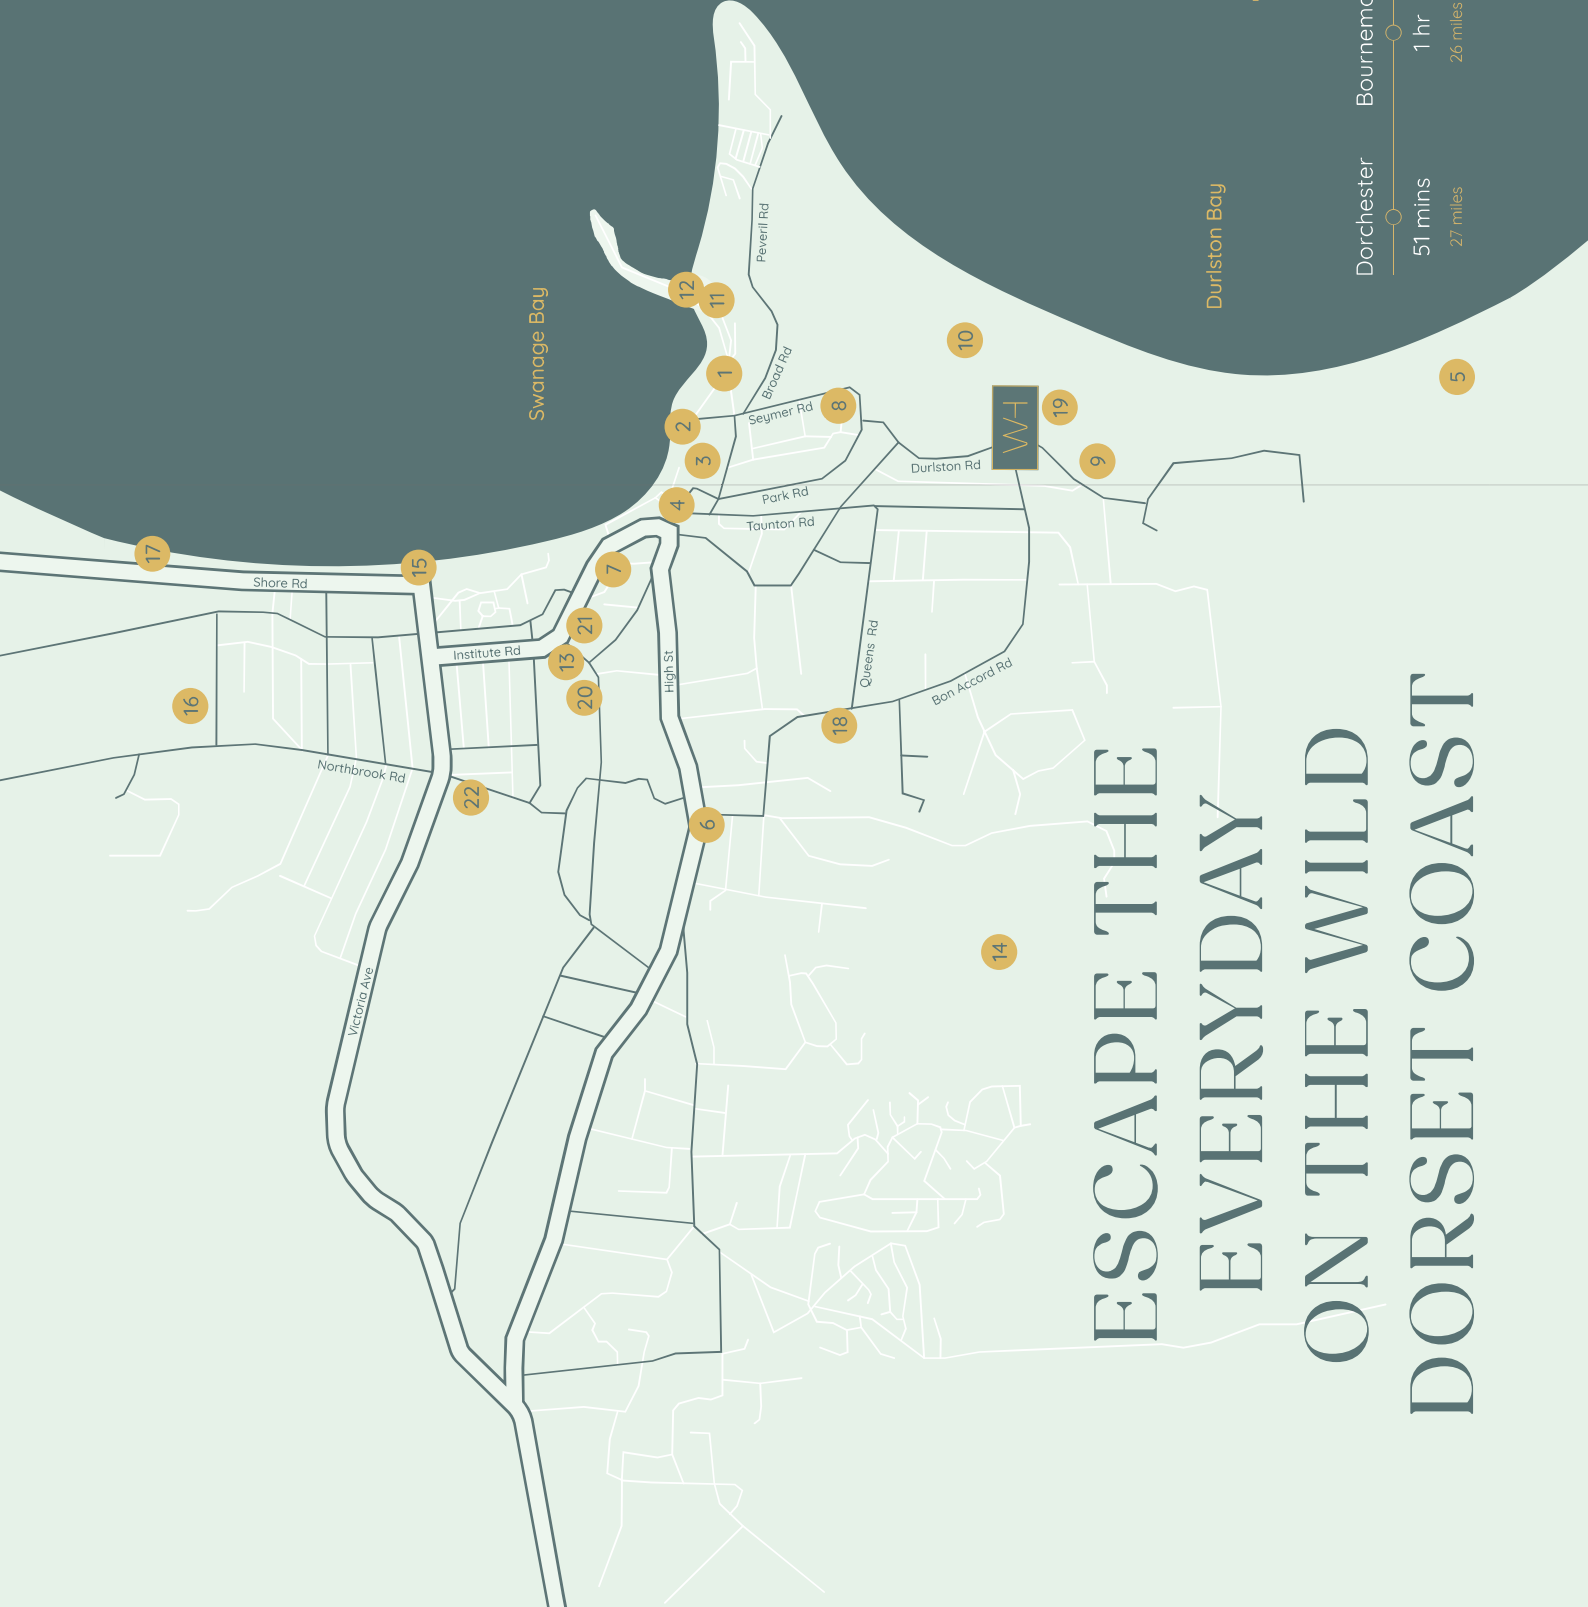 ESCAPE THE
EVERYDAY
ON THE WILD
DORSET COAST
Swanage Bay
Durlston Bay
Dorchester
51 mins
27 miles
Bournemo
1 hr
26 miles
Shore Rd
Institute Rd
Northbrook Rd
Victoria Ave
High St
Peveril Rd
Broad Rd
Seymer Rd
Park Rd
Taunton Rd
Durlston Rd
Queens Rd
Bon Accord Rd
WH
1
2
3
4
5
6
7
8
9
10
11
12
13
14
15
16
17
18
19
20
21
22